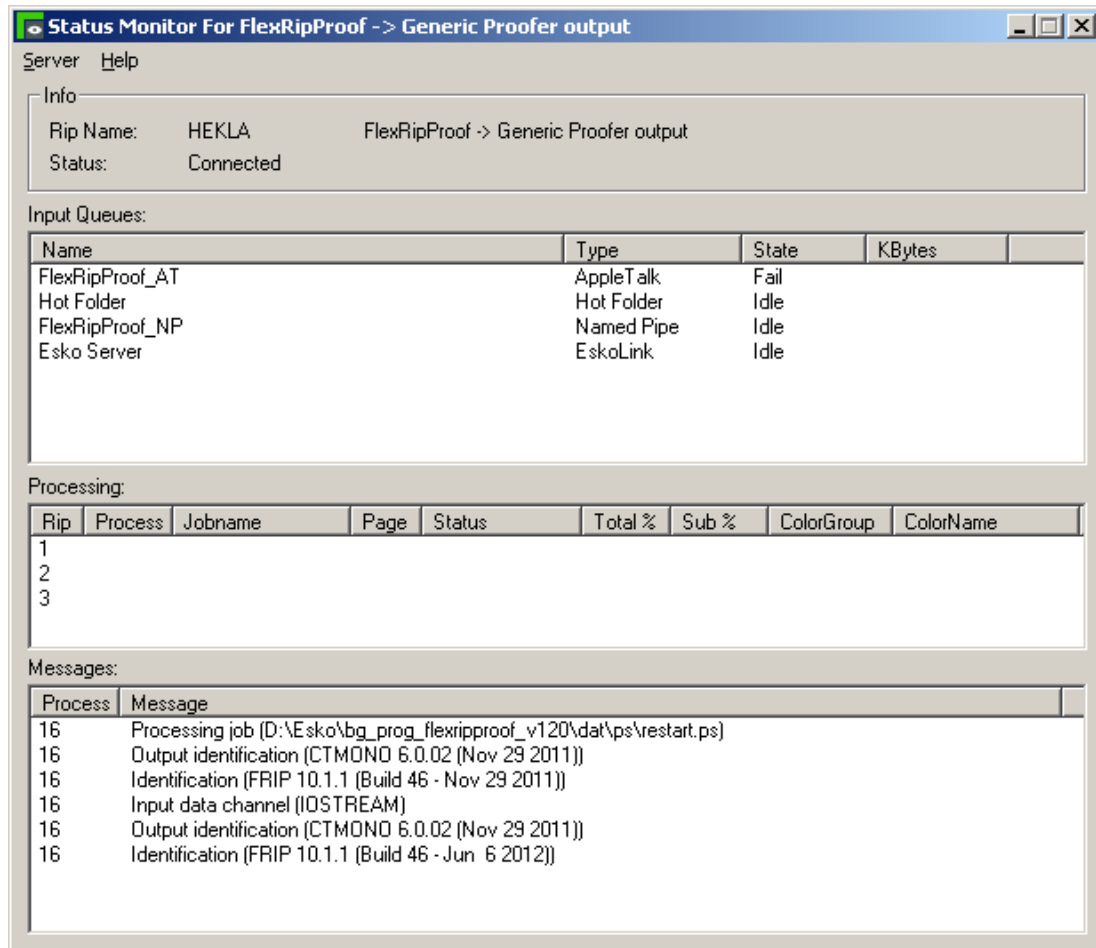 Status Monitor For FlexRipProof -> Generic Proofer output
Server Help
Info
Rip Name: HEKLA FlexRipProof -> Generic Proofer output
Status: Connected
Input Queues:
Name Type State KBytes
FlexRipProof_AT AppleTalk Fail
Hot Folder Hot Folder Idle
FlexRipProof_NP Named Pipe Idle
Esko Server EskoLink Idle
Processing:
Rip Process Jobname Page Status Total % Sub % ColorGroup ColorName
1
2
3
Messages:
Process Message
16 Processing job (D:\Esko\bg_prog_flexripproof_v120\dat\ps\restart.ps)
16 Output identification (CTMONO 6.0.02 (Nov 29 2011))
16 Identification (FRIP 10.1.1 (Build 46 - Nov 29 2011))
16 Input data channel (IOSTREAM)
16 Output identification (CTMONO 6.0.02 (Nov 29 2011))
16 Identification (FRIP 10.1.1 (Build 46 - Jun  6 2012))